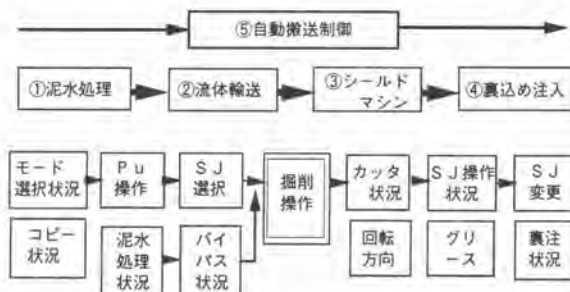 ⑤自動搬送制御
①泥水処理
②流体輸送
③シールド
マシン
④裏込め注入
モード
選択状況
Pu
操作
SJ
選択
掘削
操作
カッタ
状況
SJ操作
状況
SJ
変更
コピー
状況
泥水
処理
状況
バイ
パス
状況
回転
方向
グリ
ース
裏注
状況